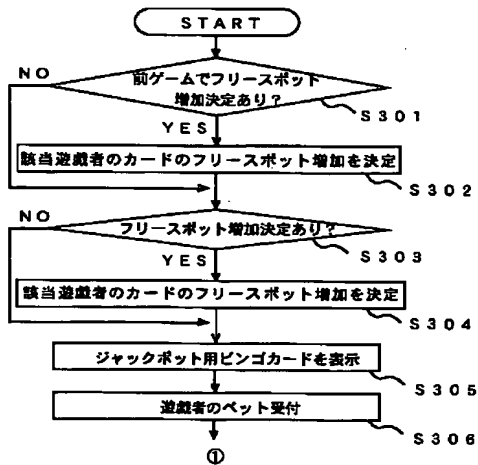 START
NO
前ゲームでフリースポット
増加決定あり?
S301
YES
該当遊戯者のカードのフリースポット増加を決定
S302
NO
フリースポット増加決定あり?
S303
YES
該当遊戯者のカードのフリースポット増加を決定
S304
ジャックポット用ビンゴカードを表示
S305
遊戯者のベット受付
S306
①